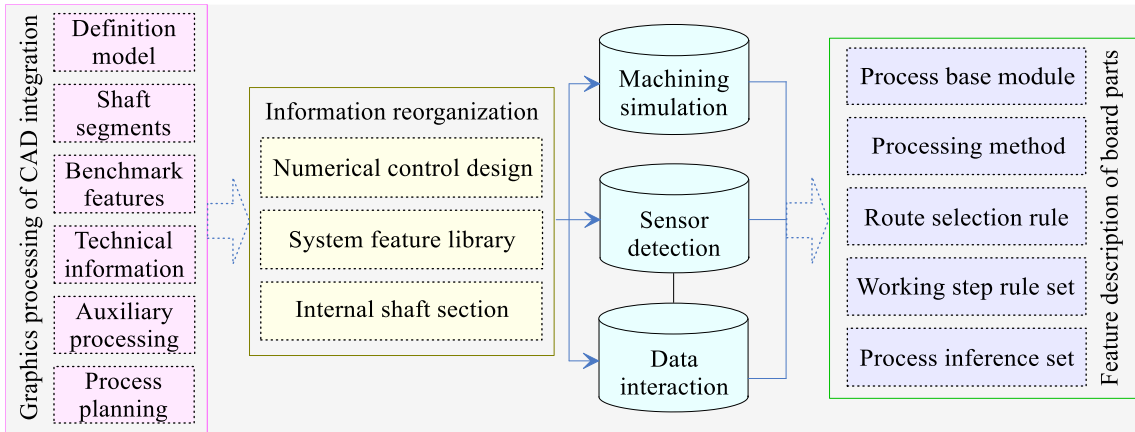 Graphics processing of CAD integration
Definition
model
Shaft
segments
Benchmark
features
Technical
information
Auxiliary
processing
Process
planning
Information reorganization
Numerical control design
System feature library
Internal shaft section
Machining
simulation
Sensor
detection
Data
interaction
Process base module
Processing method
Route selection rule
Working step rule set
Process inference set
Feature description of board parts